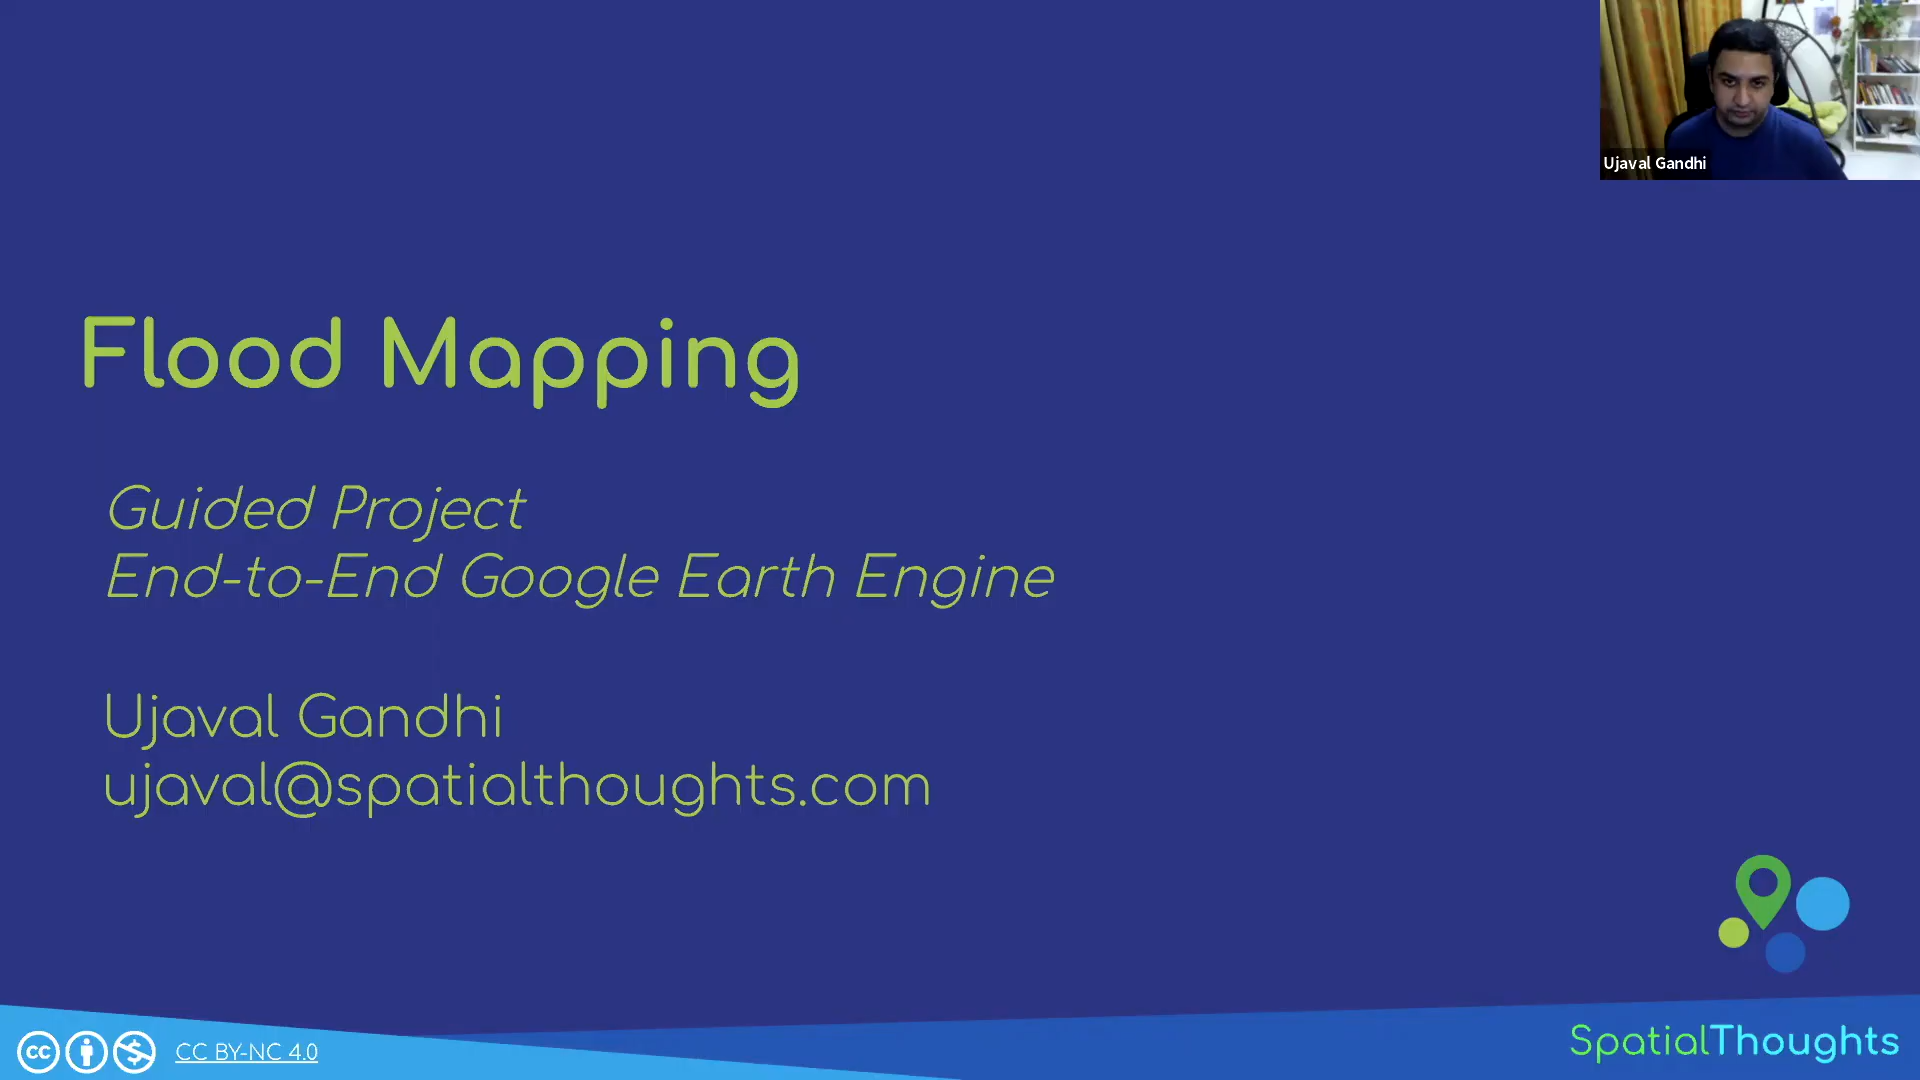 Ujaval Gandhi
Flood Mapping
Guided Project
End-to-End Google Earth Engine
Ujaval Gandhi
ujaval@spatialthoughts.com
cc
CC BY-NC 4.0
SpatialThoughts